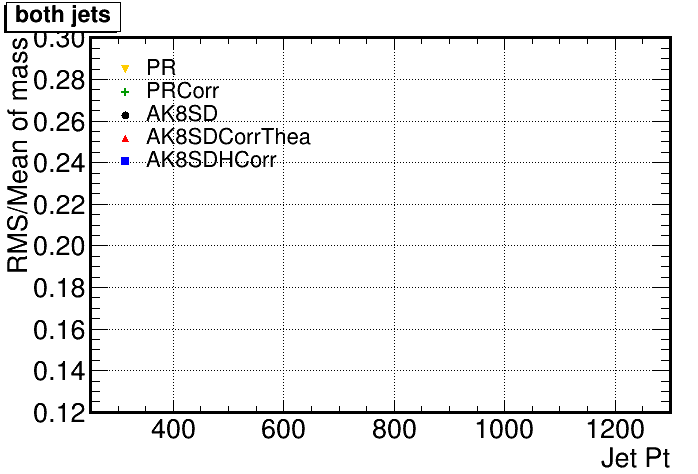 both jets
RMS/Mean of mass
0.30
0.28
0.26
0.24
0.22
0.20
0.18
0.16
0.14
0.12
PR
PRCorr
AK8SD
AK8SDCorrThea
AK8SDHCorr
400 600 800 1000 1200
Jet Pt